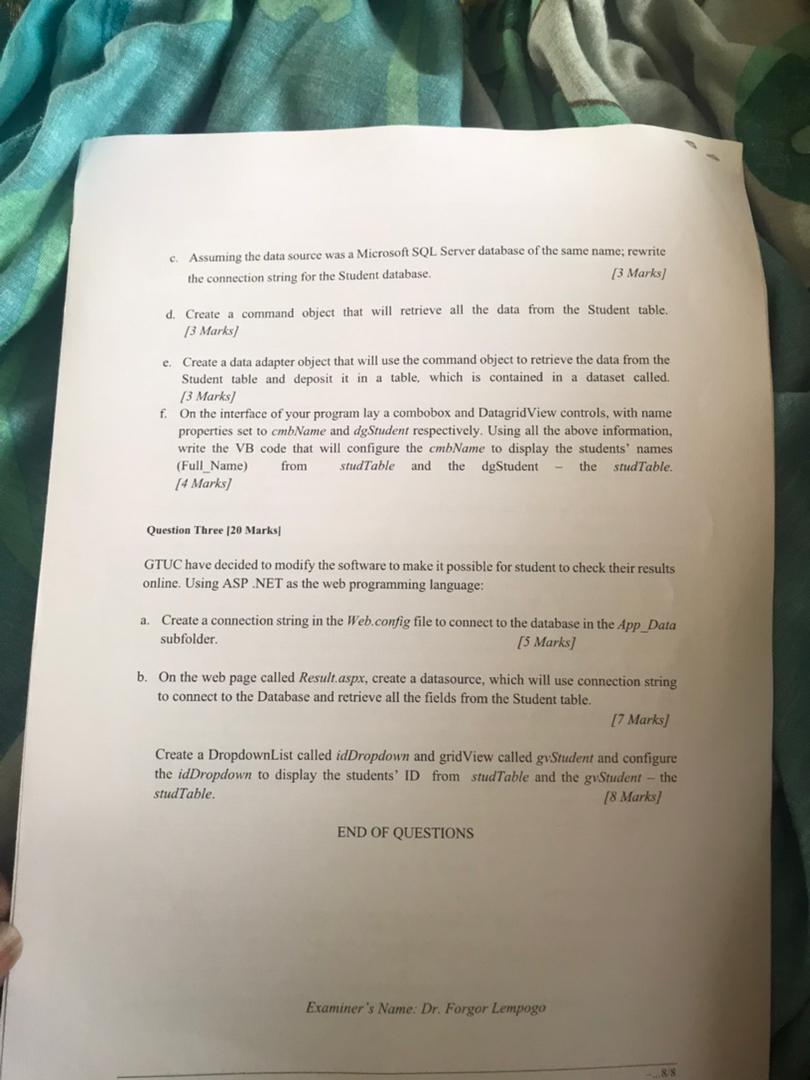 c. Assuming the data source was a Microsoft SQL Server database of the same name; rewrite
the connection string for the Student database. [3 Marks]
d. Create a command object that will retrieve all the data from the Student table.
[3 Marks]
e. Create a data adapter object that will use the command object to retrieve the data from the
Student table and deposit it in a table, which is contained in a dataset called.
[3 Marks]
f. On the interface of your program lay a combobox and DatagridView controls, with name
properties set to cmbName and dgStudent respectively. Using all the above information,
write the VB code that will configure the cmbName to display the students' names
(Full_Name) from studTable and the dgStudent – the studTable.
[4 Marks]
Question Three [20 Marks]
GTUC have decided to modify the software to make it possible for student to check their results
online. Using ASP .NET as the web programming language:
a. Create a connection string in the Web.config file to connect to the database in the App_Data
subfolder. [5 Marks]
b. On the web page called Result.aspx, create a datasource, which will use connection string
to connect to the Database and retrieve all the fields from the Student table.
[7 Marks]
Create a DropdownList called idDropdown and gridView called gvStudent and configure
the idDropdown to display the students' ID from studTable and the gvStudent – the
studTable. [8 Marks]
END OF QUESTIONS
Examiner's Name: Dr. Forgor Lempogo
–...8/8